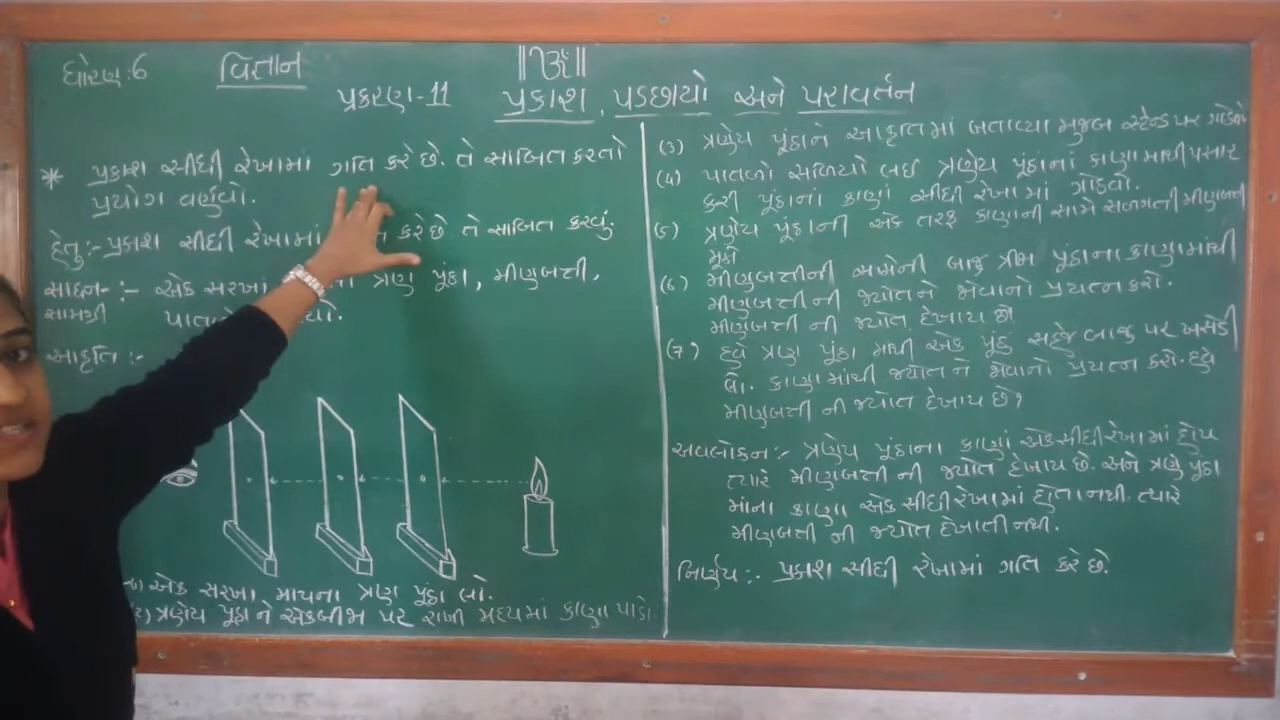 ધોરણ:6
વિજ્ઞાન
॥ૐ॥
પ્રકરણ-11 પ્રકાશ, પડછાયો અને પરાવર્તન
* પ્રકાશ સીધી રેખામાં ગતિ કરે છે. તે સાબિત કરતો
પ્રયોગ વર્ણવો.
હેતુ:- પ્રકાશ સીધી રેખામાં કરે છે તે સાબિત કરવું.
સાધન- :- એક સરખા ત્રણ પૂંઠા, મીણબત્તી,
સામગ્રી
આકૃતિ :-
(1) એક સરખા માપના ત્રણ પૂંઠા લો.
(2) ત્રણેય પૂઠાને એકબીજા પર રાખી મધ્યમાં કાણા પાડો.
(3) ત્રણેય પૂંઠાને આકૃતિમાં બતાવ્યા મુજબ સ્ટેન્ડ પર ગોઠવો
(4) પાતળો સળિયો લઈ ત્રણેય પૂંઠાનાં કાણામાંથી પસાર
કરી પૂંઠાનાં કાણાં સીધી રેખામાં ગોઠવો.
(5) ત્રણેય પૂંઠાની એક તરફ કાણાની સામે સળગતી મીણબત્તી
મૂકો
(6) મીણબત્તીની સામેની બાજુ ત્રીજા પૂંઠાના કાણામાંથી
મીણબત્તીની જ્યોતને જોવાનો પ્રયત્ન કરો.
મીણબત્તી ની જ્યોત દેખાય છે
(7) હવે ત્રણ પૂંઠા માથી એક પૂંઠુ સહેજ બાજુ પર ખસેડી
લો. કાણામાંથી જ્યોતને જોવાનો પ્રયત્ન કરો. હવે
મીણબત્તી ની જ્યોત દેખાય છે?
અવલોકન:- ત્રણેય પૂંઠાના કાણાં એકસીધી રેખામાં હોય
ત્યારે મીણબત્તી ની જ્યોત દેખાય છે. અને ત્રણે પૂંઠા
માંના કાણા એક સીધી રેખામાં હોતા નથી. ત્યારે
મીણબત્તી ની જ્યોત દેખાતી નથી.
નિર્ણય:- પ્રકાશ સીધી રેખામાં ગતિ કરે છે.